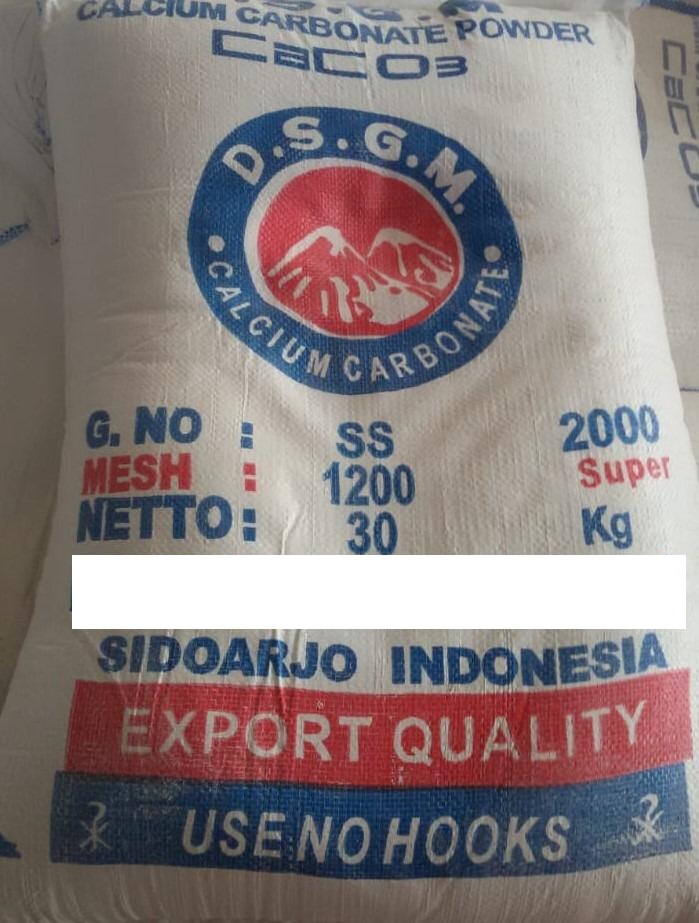 D.S.G.M
CALCIUM CARBONATE POWDER
CaCO3
D.S.G.M.
CALCIUM CARBONATE
G. NO : SS 2000
MESH : 1200 Super
NETTO : 30 Kg
SIDOARJO INDONESIA
EXPORT QUALITY
USE NO HOOKS
CaCO3